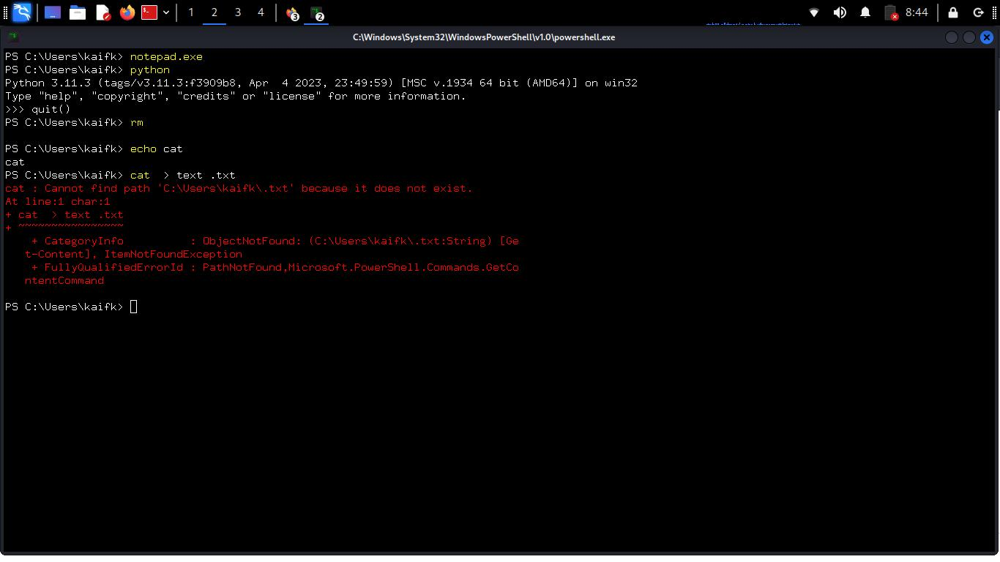 1 2 3 4 3 2 8:44
C:\Windows\System32\WindowsPowerShell\v1.0\powershell.exe
PS C:\Users\kaifk> notepad.exe
PS C:\Users\kaifk> python
Python 3.11.3 (tags/v3.11.3:f3909b8, Apr  4 2023, 23:49:59) [MSC v.1934 64 bit (AMD64)] on win32
Type "help", "copyright", "credits" or "license" for more information.
>>> quit()
PS C:\Users\kaifk> rm
PS C:\Users\kaifk> echo cat
cat
PS C:\Users\kaifk> cat  > text .txt
cat : Cannot find path 'C:\Users\kaifk\.txt' because it does not exist.
At line:1 char:1
+ cat  > text .txt
+ ~~~~~~~~~~~~~~~~
    + CategoryInfo          : ObjectNotFound: (C:\Users\kaifk\.txt:String) [Ge
   t-Content], ItemNotFoundException
    + FullyQualifiedErrorId : PathNotFound,Microsoft.PowerShell.Commands.GetCo
   ntentCommand
PS C:\Users\kaifk>